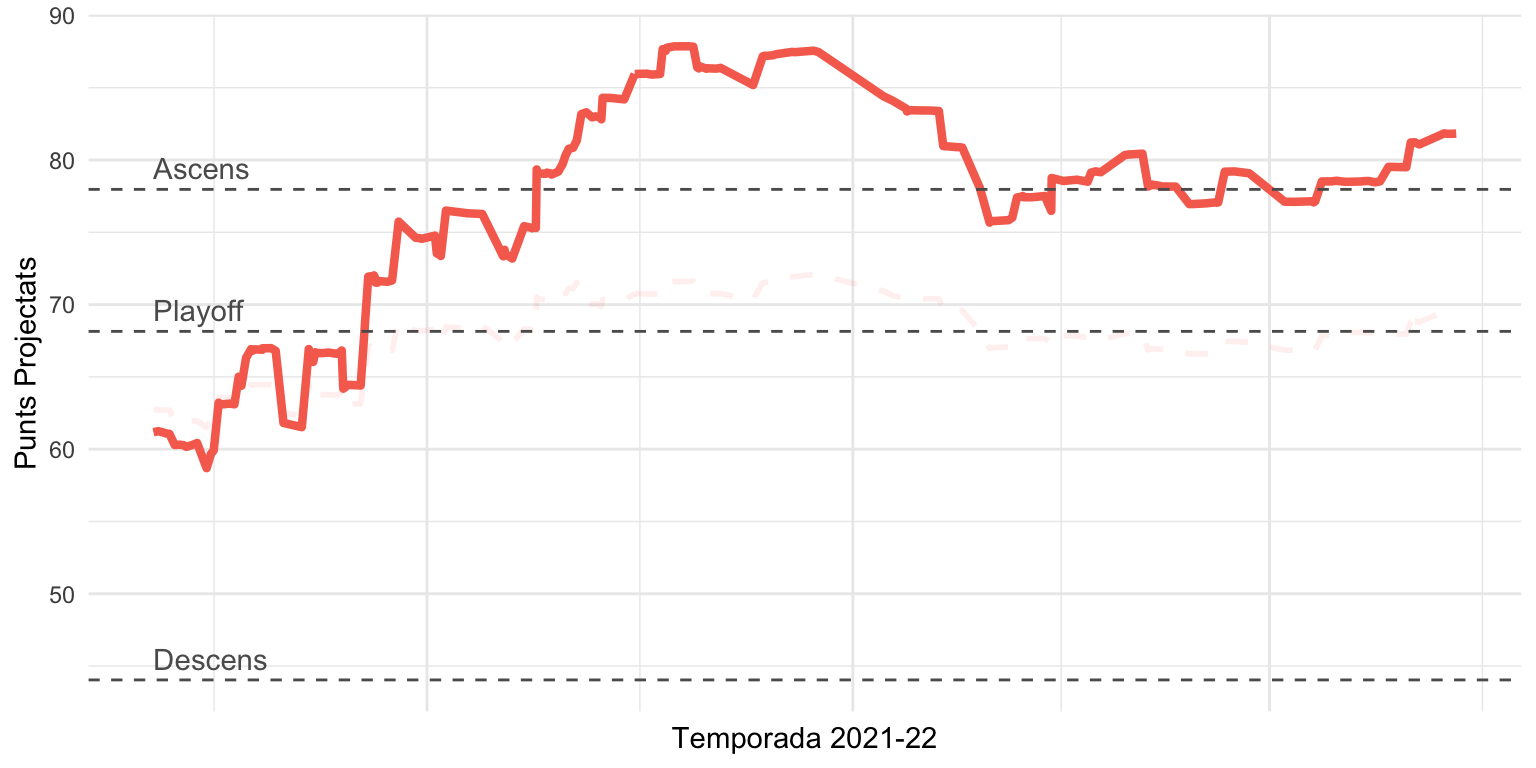 90
80
70
60
50
Punts Projectats
Ascens
Playoff
Descens
Temporada 2021-22